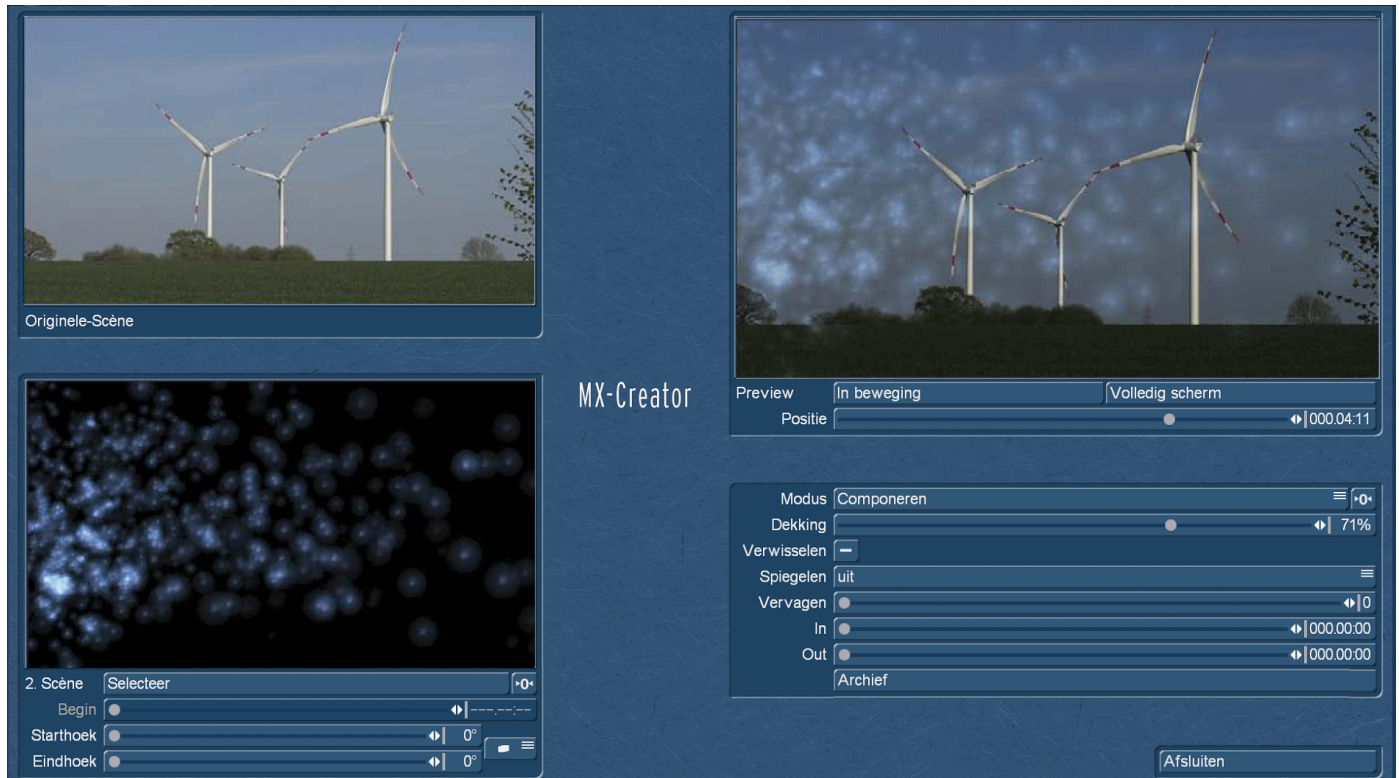 Originele-Scène
2. Scène Selecteer ▸0◂
Begin ---.--:--
Starthoek 0°
Eindhoek 0°
MX-Creator
Preview In beweging Volledig scherm
Positie 000.04:11
Modus Componeren ▸0◂
Dekking 71%
Verwisselen
Spiegelen uit
Vervagen 0
In 000.00:00
Out 000.00:00
Archief
Afsluiten